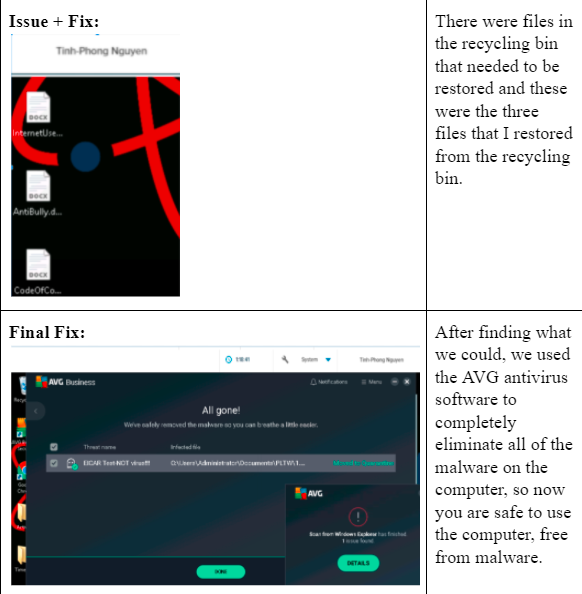 Issue + Fix:
Tinh-Phong Nguyen
DOCX
InternetUse...
DOCX
AntiBully.d...
DOCX
CodeOfCo...
There were files in
the recycling bin
that needed to be
restored and these
were the three
files that I restored
from the recycling
bin.
Final Fix:
System
Tinh-Phong Nguyen
AVG Business
Notifications
Menu
All gone!
We've safely removed the malware so you can breathe a little easier.
Threat name
Infected file
EICAR Test-NOT virus!!!
C:\Users\Administrator\Documents\PLTW\1...
AVG
Scan from Windows Explorer has finished.
1 issue found
DETAILS
DONE
After finding what
we could, we used
the AVG antivirus
software to
completely
eliminate all of the
malware on the
computer, so now
you are safe to use
the computer, free
from malware.